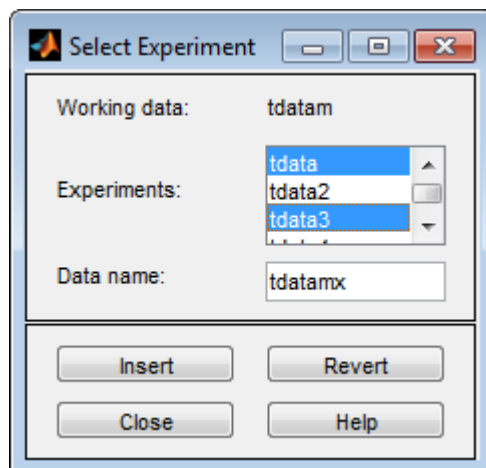 Select Experiment
Working data: tdatam
Experiments:
tdata
tdata2
tdata3
Data name: tdatamx
Insert Revert
Close Help